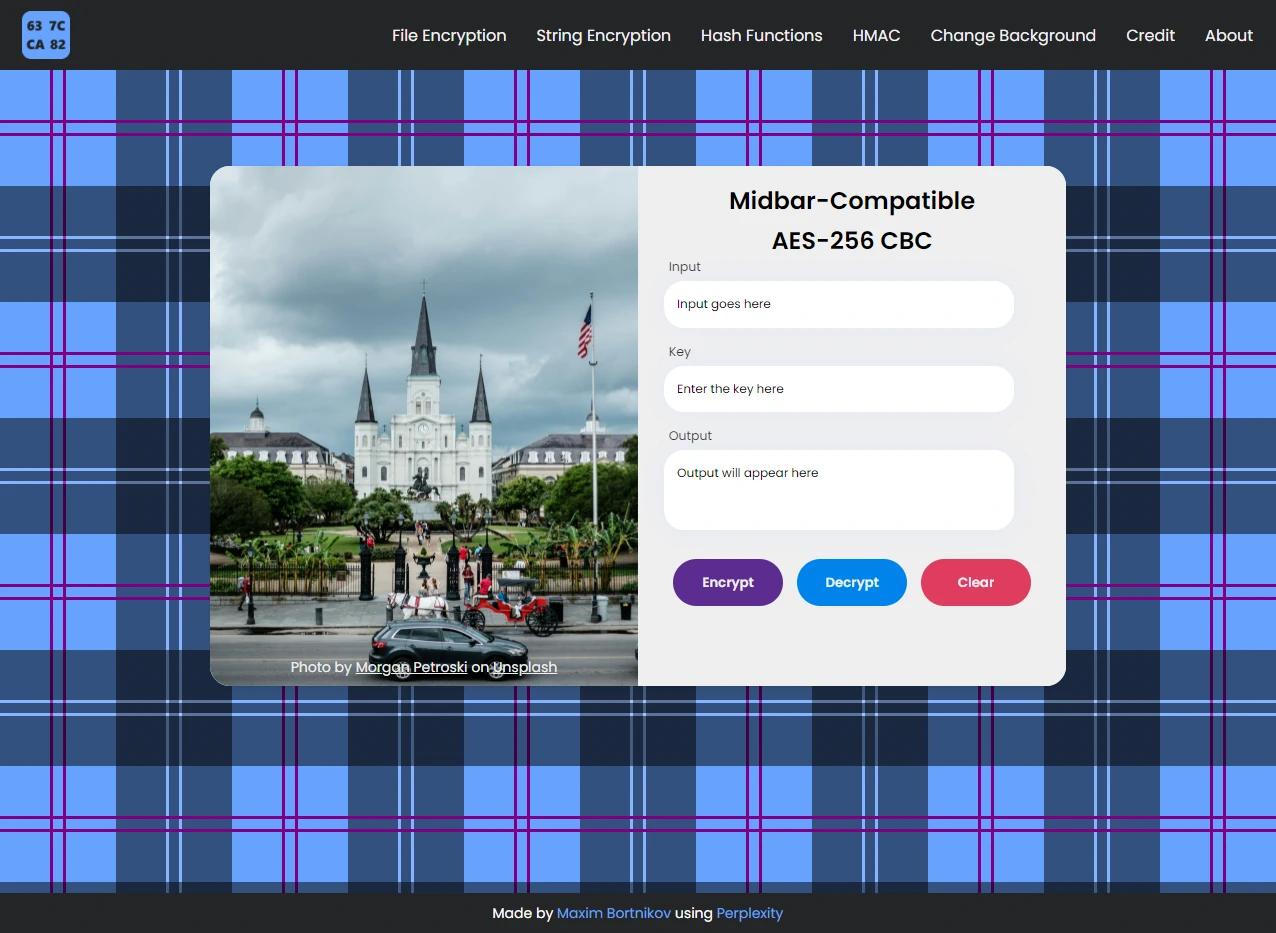 63 7C
CA 82
File Encryption String Encryption Hash Functions HMAC Change Background Credit About
Midbar-Compatible
AES-256 CBC
Input
Input goes here
Key
Enter the key here
Output
Output will appear here
Encrypt Decrypt Clear
Photo by Morgan Petroski on Unsplash
Made by Maxim Bortnikov using Perplexity